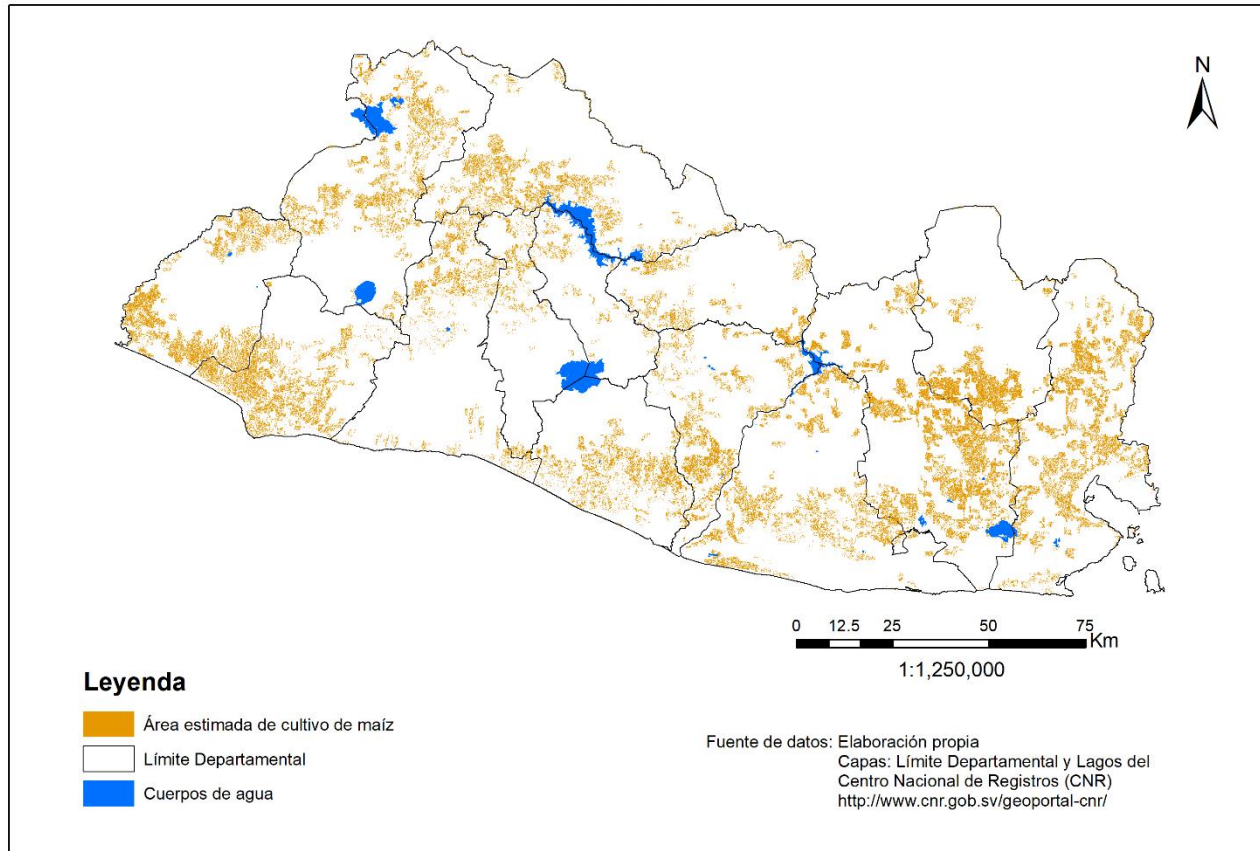 N
0 12.5 25 50 75
Km
1:1,250,000
Leyenda
Área estimada de cultivo de maíz
Límite Departamental
Cuerpos de agua
Fuente de datos: Elaboración propia
Capas: Límite Departamental y Lagos del
Centro Nacional de Registros (CNR)
http://www.cnr.gob.sv/geoportal-cnr/